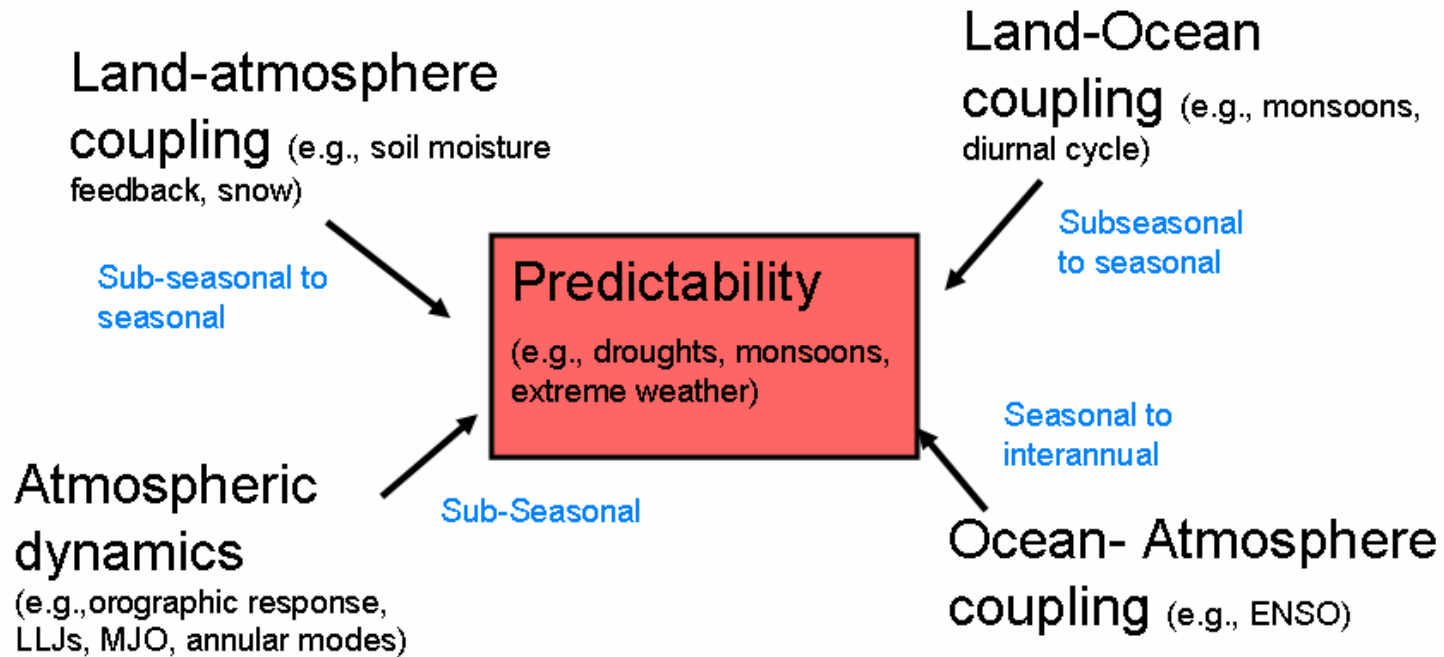 Land-atmosphere
coupling (e.g., soil moisture
feedback, snow)
Sub-seasonal to
seasonal
Land-Ocean
coupling (e.g., monsoons,
diurnal cycle)
Subseasonal
to seasonal
Predictability
(e.g., droughts, monsoons,
extreme weather)
Atmospheric
dynamics
(e.g.,orographic response,
LLJs, MJO, annular modes)
Sub-Seasonal
Seasonal to
interannual
Ocean- Atmosphere
coupling (e.g., ENSO)